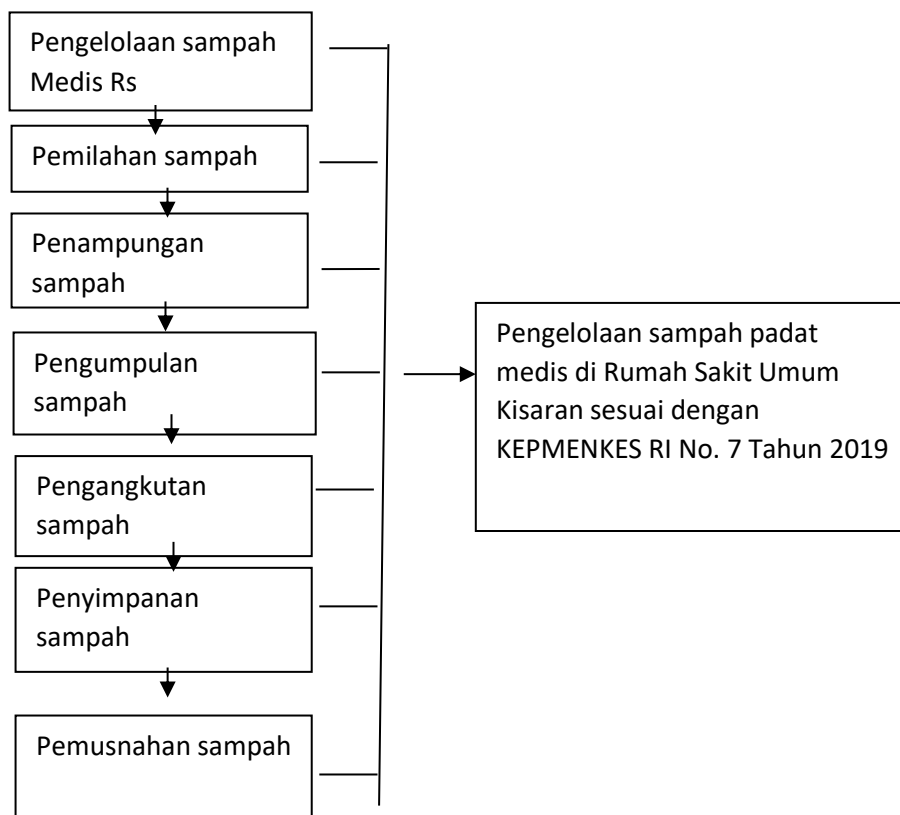 Pengelolaan sampah
Medis Rs
Pemilahan sampah
Penampungan
sampah
Pengumpulan
sampah
Pengangkutan
sampah
Penyimpanan
sampah
Pemusnahan sampah
Pengelolaan sampah padat
medis di Rumah Sakit Umum
Kisaran sesuai dengan
KEPMENKES RI No. 7 Tahun 2019